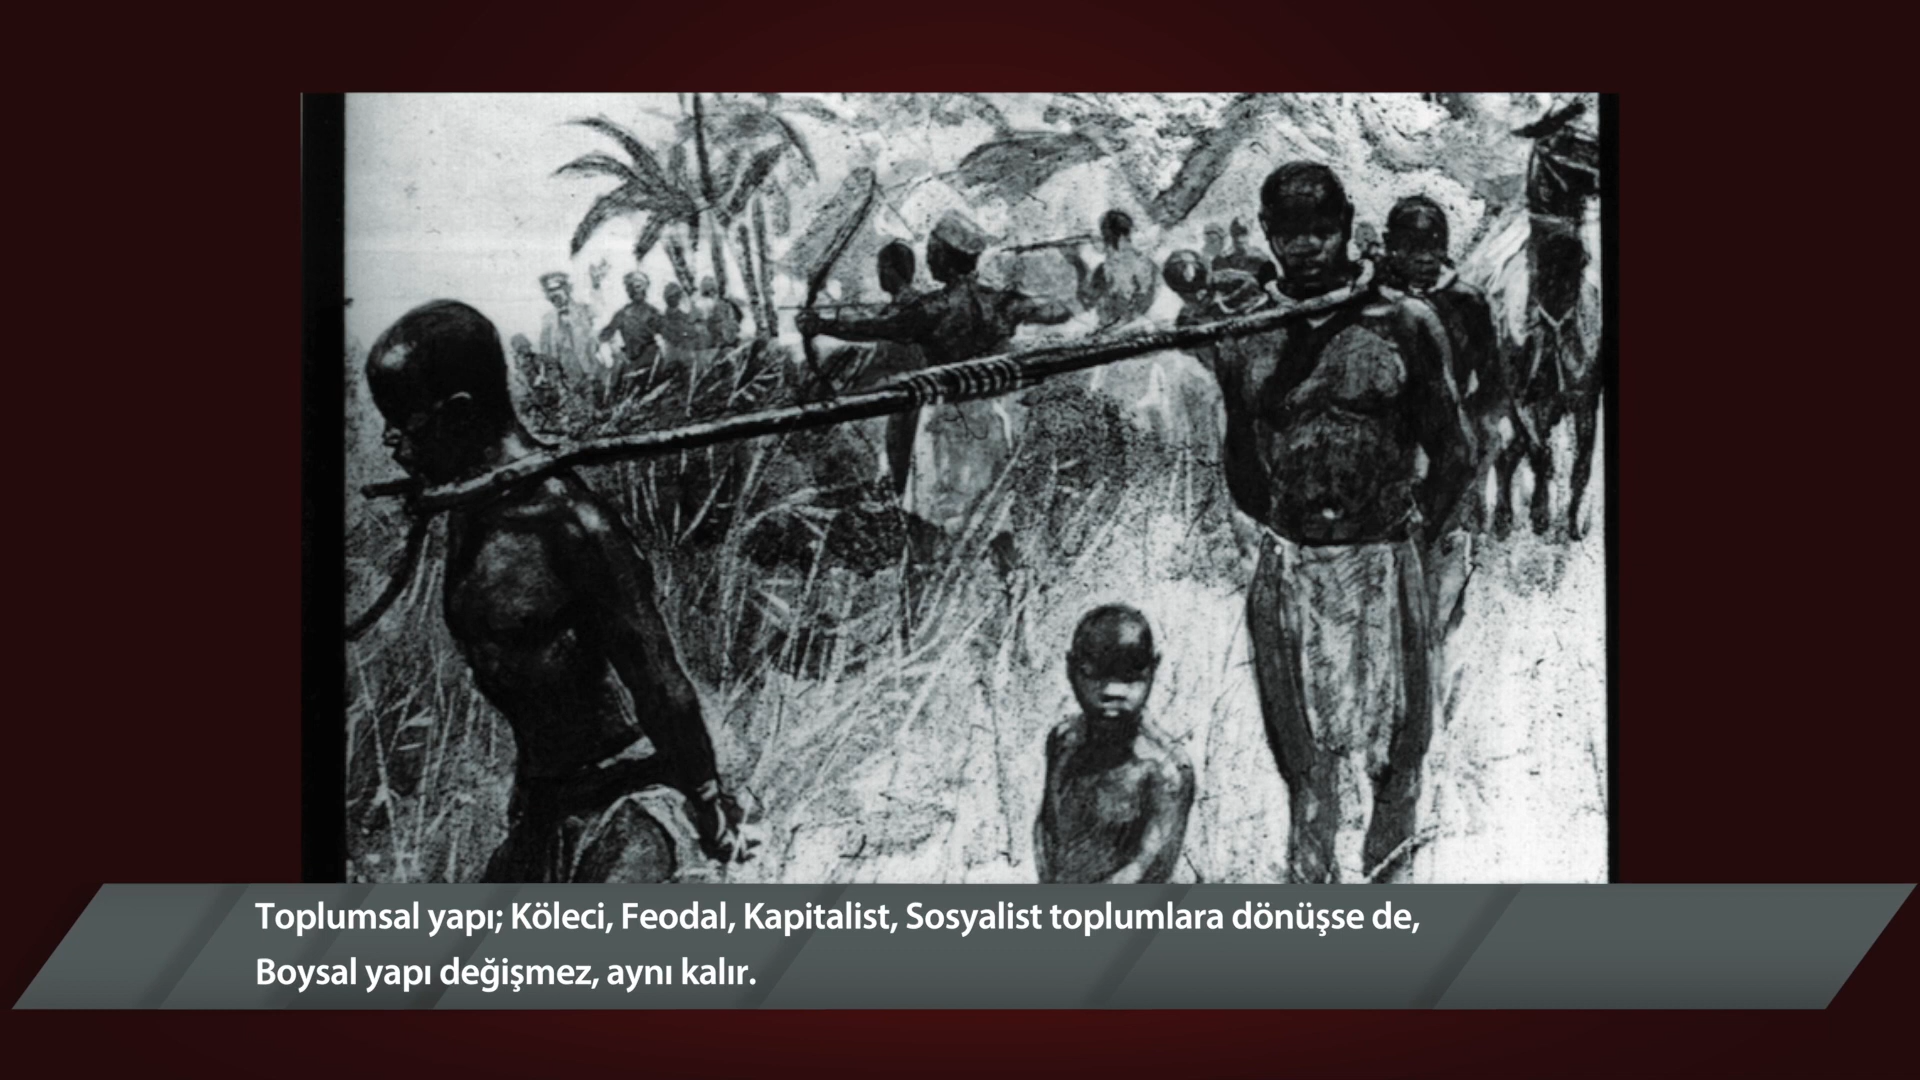 Toplumsal yapı; Köleci, Feodal, Kapitalist, Sosyalist toplumlara dönüşse de,
Boysal yapı değişmez, aynı kalır.